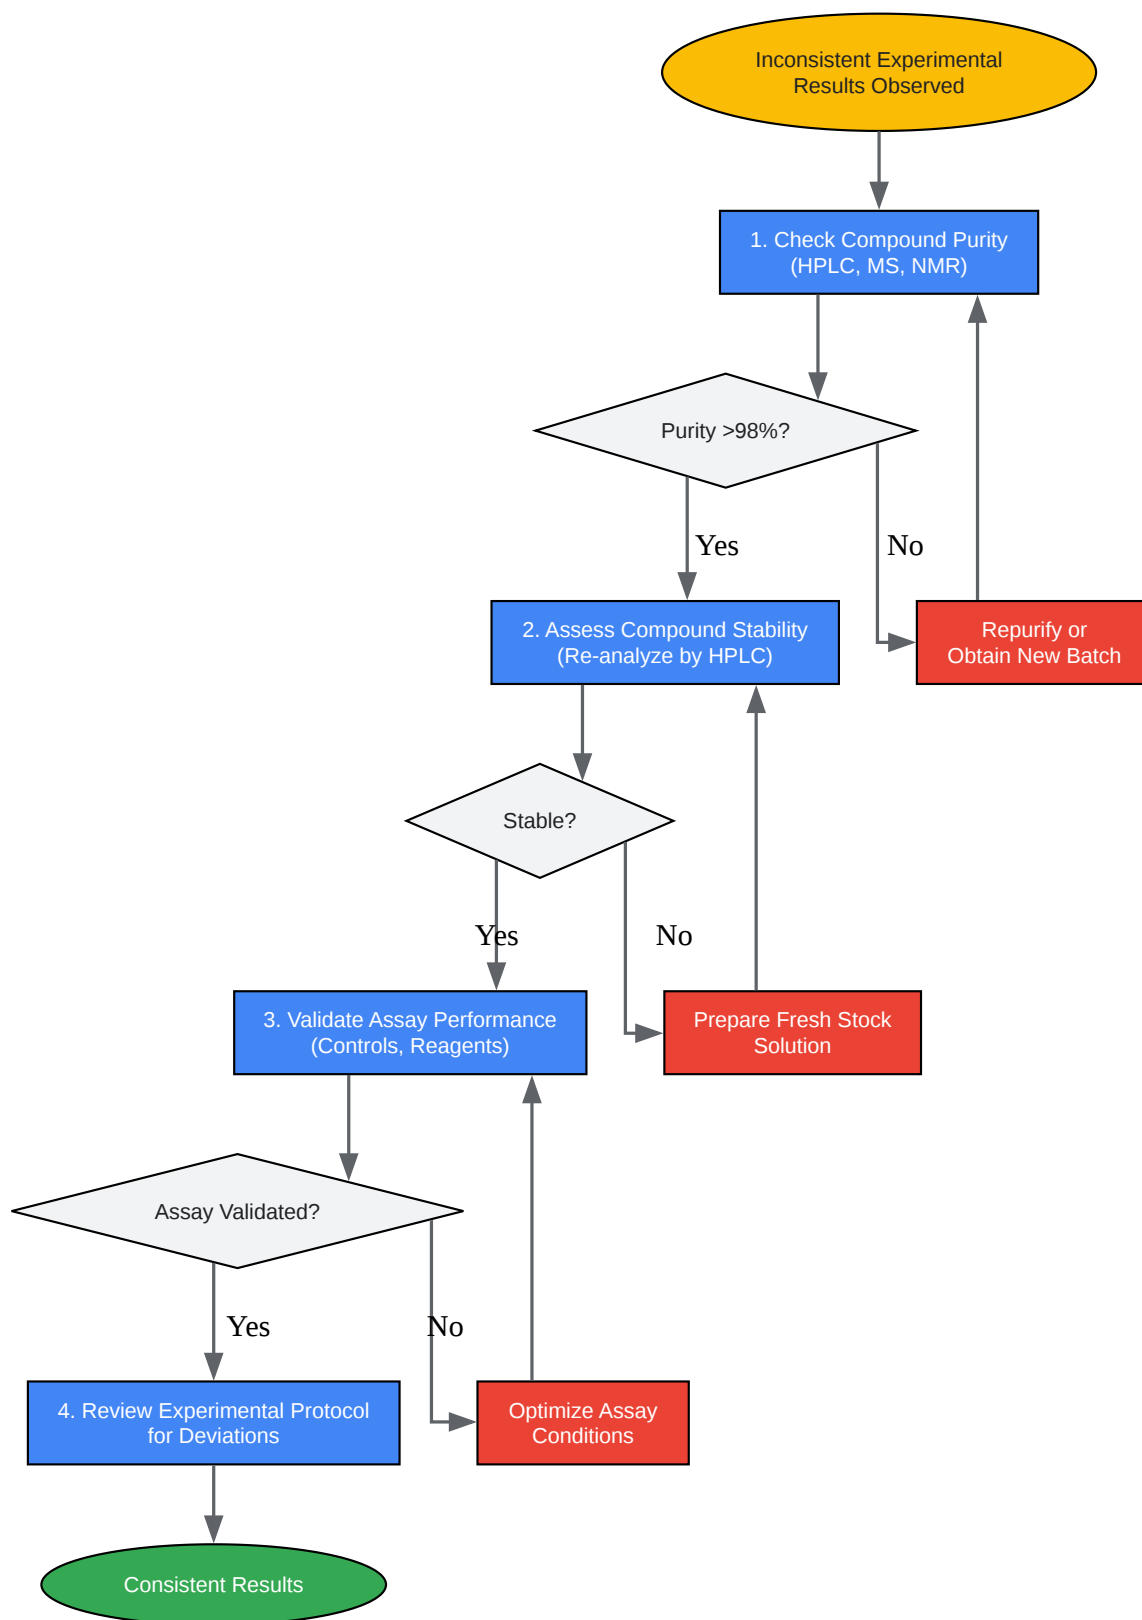 Inconsistent Experimental
Results Observed
1. Check Compound Purity
(HPLC, MS, NMR)
Purity >98%?
Yes
No
2. Assess Compound Stability
(Re-analyze by HPLC)
Repurify or
Obtain New Batch
Stable?
Yes
No
3. Validate Assay Performance
(Controls, Reagents)
Prepare Fresh Stock
Solution
Assay Validated?
Yes
No
4. Review Experimental Protocol
for Deviations
Optimize Assay
Conditions
Consistent Results